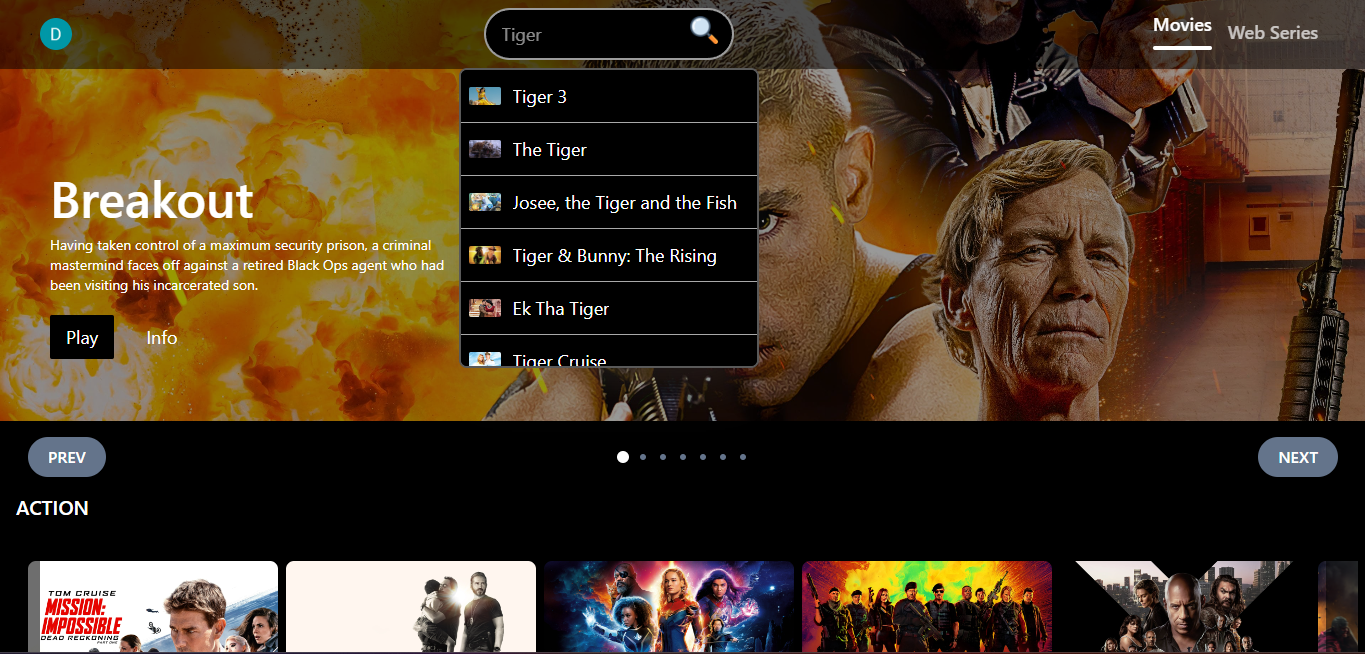 D
Tiger
Movies
Web Series
Tiger 3
The Tiger
Josee, the Tiger and the Fish
Tiger & Bunny: The Rising
Ek Tha Tiger
Tiger Cruise
Breakout
Having taken control of a maximum security prison, a criminal
mastermind faces off against a retired Black Ops agent who had
been visiting his incarcerated son.
Play
Info
PREV
NEXT
ACTION
TOM CRUISE
MISSION:
IMPOSSIBLE
DEAD RECKONING
PART ONE